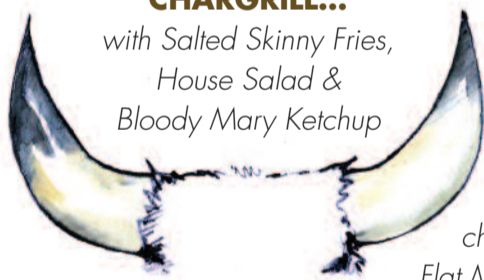 CHARGRILL...
with Salted Skinny Fries,
House Salad &
Bloody Mary Ketchup